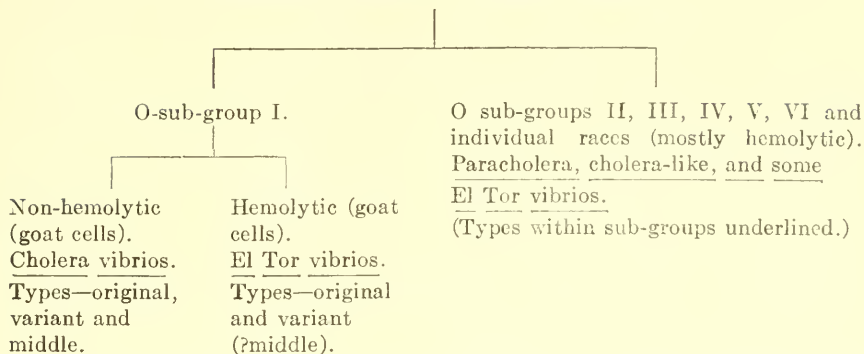 O-sub-group I.
O sub-groups II, III, IV, V, VI and
individual races (mostly hemolytic).
Paracholera, cholera-like, and some
El Tor vibrios.
(Types within sub-groups underlined.)
Non-hemolytic
(goat cells).
Cholera vibrios.
Types—original,
variant and
middle.
Hemolytic (goat
cells).
El Tor vibrios.
Types—original
and variant
(?middle).